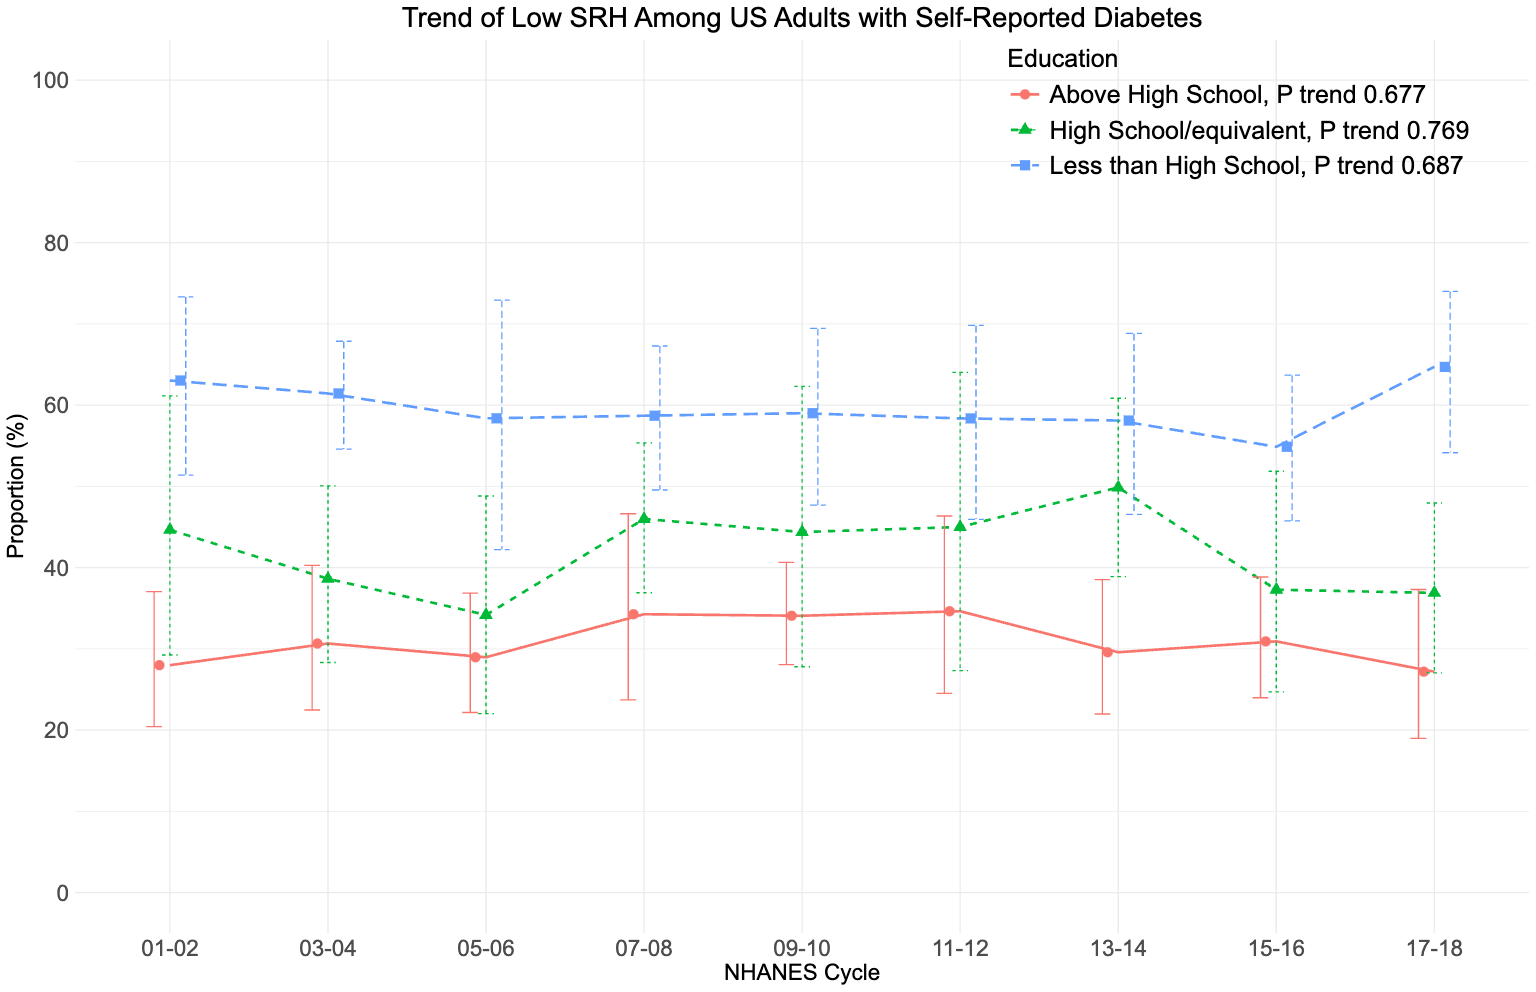 Trend of Low SRH Among US Adults with Self-Reported Diabetes
Education
Above High School, P trend 0.677
High School/equivalent, P trend 0.769
Less than High School, P trend 0.687
Proportion (%)
100
80
60
40
20
0
01-02 03-04 05-06 07-08 09-10 11-12 13-14 15-16 17-18
NHANES Cycle